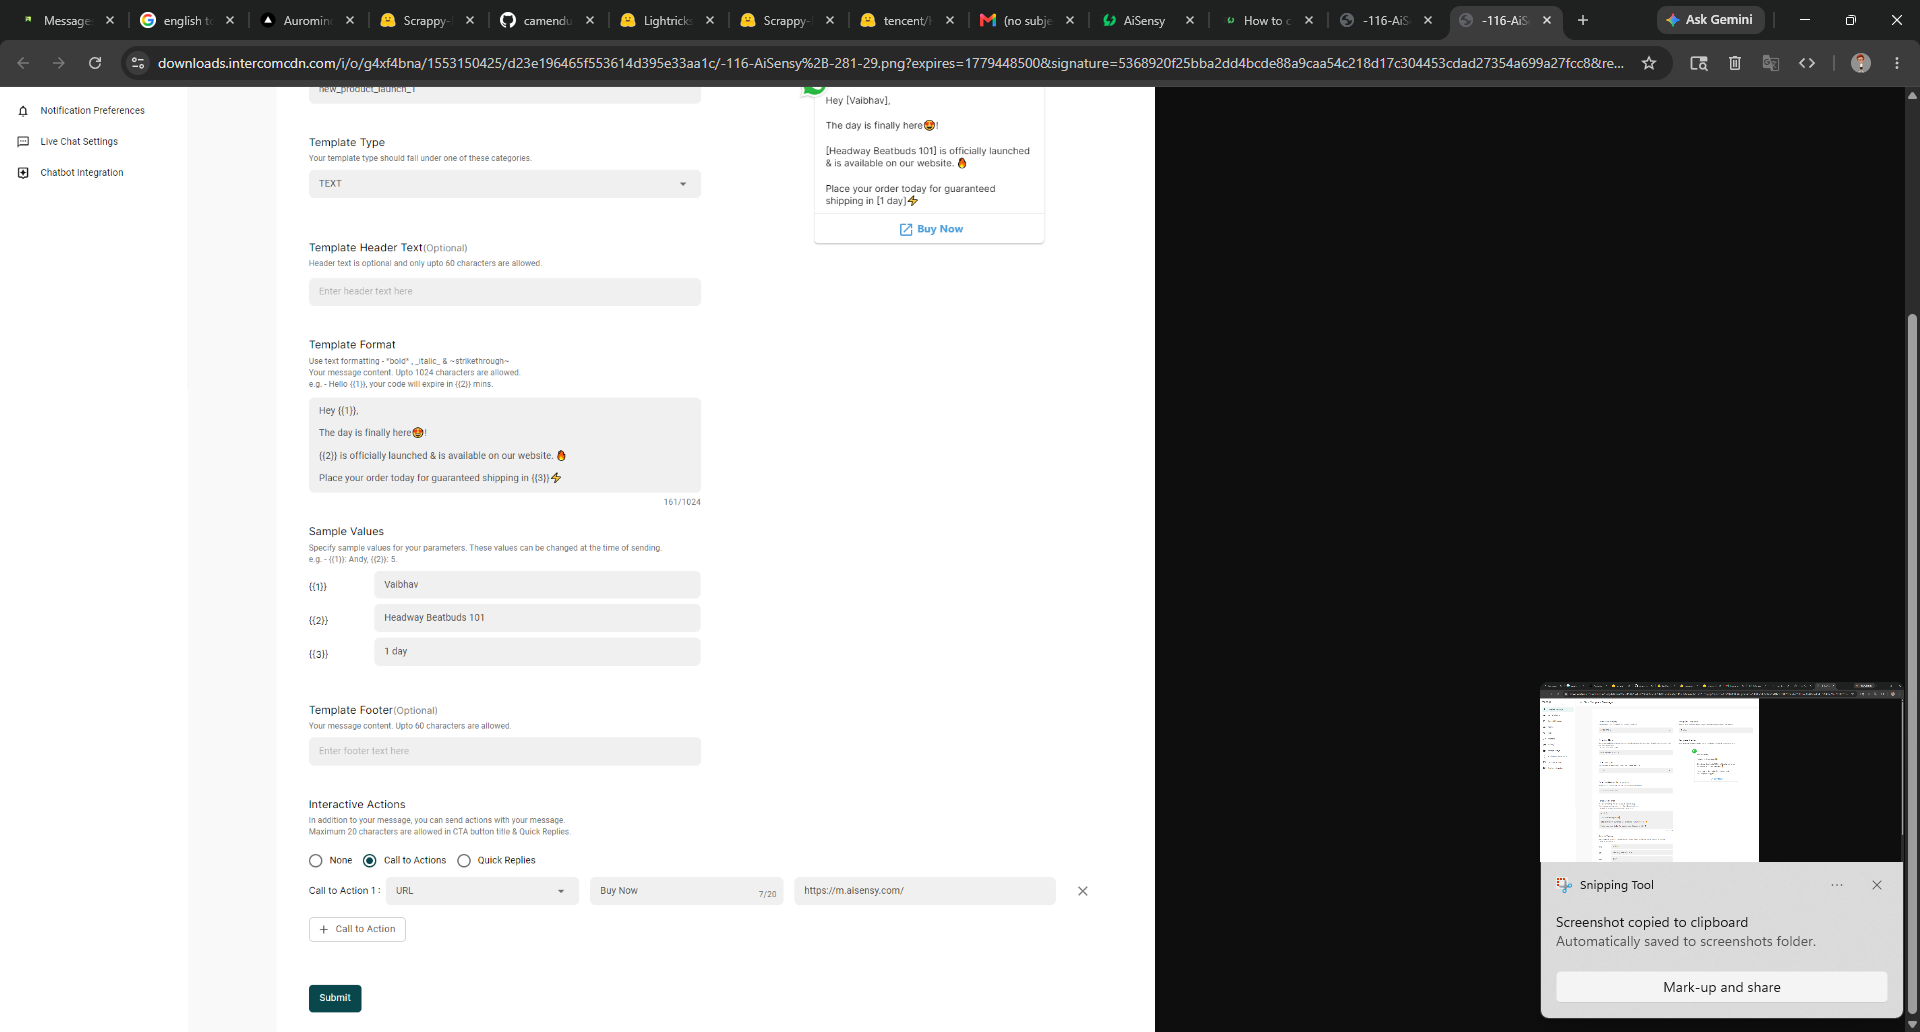 Message
english to
Auromin
Scrappy-
camendu
Lightricks
Scrappy-
tencent/
(no subje
AiSensy
How to c
-116-AiS
-116-AiS
Ask Gemini
downloads.intercomcdn.com/i/o/g4xf4bna/1553150425/d23e196465f553614d395e33aa1c/-116-AiSensy%2B-281-29.png?expires=1779448500&signature=5368920f25bba2dd4bcde88a9caa54c218d17c304453cdad27354a699a27fcc8&re...
Notification Preferences
Live Chat Settings
Chatbot Integration
new_product_launch_1
Template Type
Your template type should fall under one of these categories.
TEXT
Template Header Text(Optional)
Header text is optional and only upto 60 characters are allowed.
Enter header text here
Template Format
Use text formatting - *bold* , _italic_ & ~strikethrough~
Your message content. Upto 1024 characters are allowed.
e.g. - Hello {{1}}, your code will expire in {{2}} mins.
Hey {{1}},
The day is finally here🤩!
{{2}} is officially launched & is available on our website. 🔥
Place your order today for guaranteed shipping in {{3}}⚡
161/1024
Sample Values
Specify sample values for your parameters. These values can be changed at the time of sending.
e.g. - {{1}}: Andy, {{2}}: 5.
{{1}} Vaibhav
{{2}} Headway Beatbuds 101
{{3}} 1 day
Template Footer(Optional)
Your message content. Upto 60 characters are allowed.
Enter footer text here
Interactive Actions
In addition to your message, you can send actions with your message.
Maximum 20 characters are allowed in CTA button title & Quick Replies.
None Call to Actions Quick Replies
Call to Action 1 : URL Buy Now 7/20 https://m.aisensy.com/
+ Call to Action
Submit
Hey [Vaibhav],
The day is finally here🤩!
[Headway Beatbuds 101] is officially launched
& is available on our website. 🔥
Place your order today for guaranteed
shipping in [1 day]⚡
Buy Now
Snipping Tool
Screenshot copied to clipboard
Automatically saved to screenshots folder.
Mark-up and share